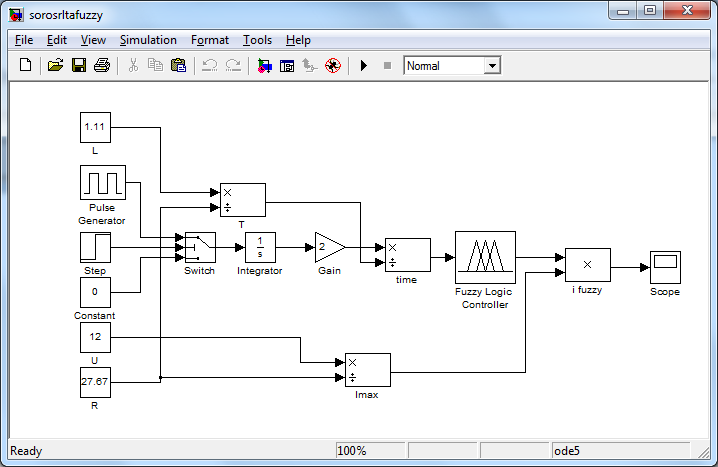 sorosrltafuzzy
File Edit View Simulation Format Tools Help
Normal
1.11
L
Pulse
Generator
×
÷
T
Step
Switch
1
s
Integrator
2
Gain
×
÷
time
Fuzzy Logic
Controller
×
i fuzzy
Scope
0
Constant
12
U
27.67
R
×
÷
Imax
Ready 100% ode5